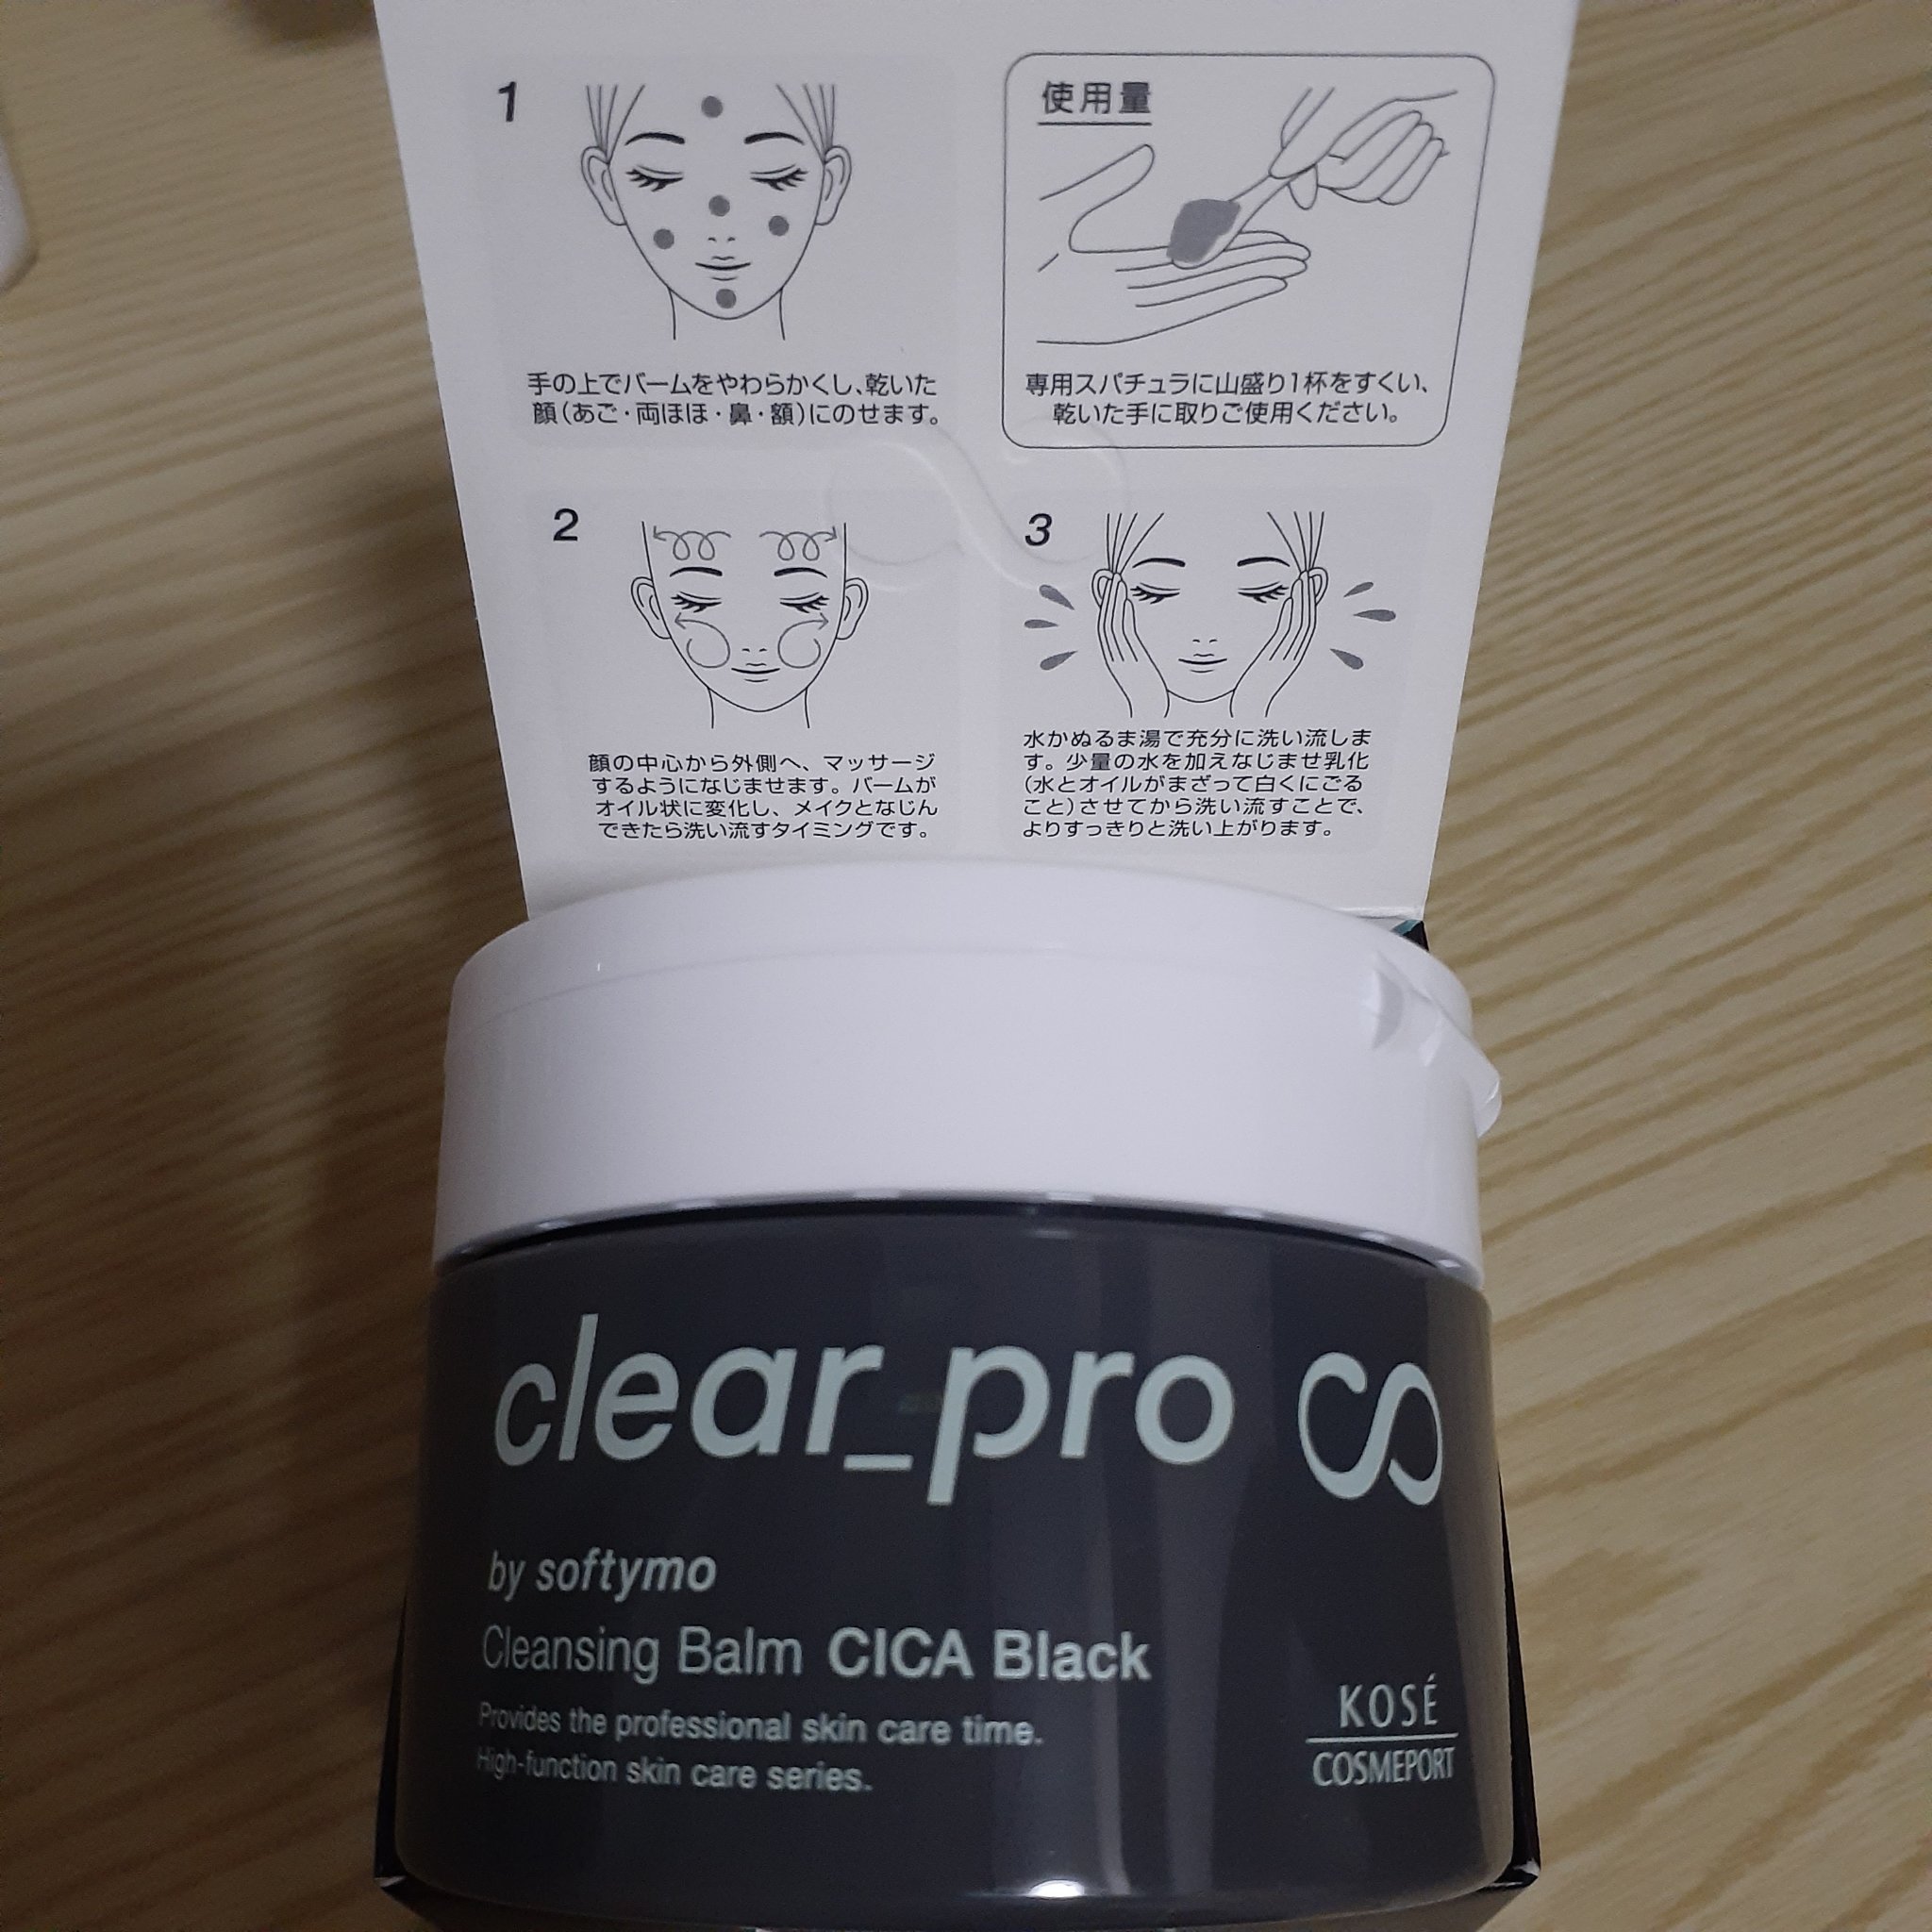 1
手の上でバームをやわらかくし、乾いた
顔(あご・両ほほ・鼻・額)にのせます。
使用量
専用スパチュラに山盛り1杯をすくい、
乾いた手に取りご使用ください。
2
顔の中心から外側へ、マッサージ
するようになじませます。バームが
オイル状に変化し、メイクとなじん
できたら洗い流すタイミングです。
3
水かぬるま湯で充分に洗い流しま
す。少量の水を加えなじませ乳化
(水とオイルがまざって白くにごる
こと)させてから洗い流すことで、
よりすっきりと洗い上がります。
clear_pro
by softymo
Cleansing Balm CICA Black
Provides the professional skin care time.
High-function skin care series.
KOSÉ
COSMEPORT